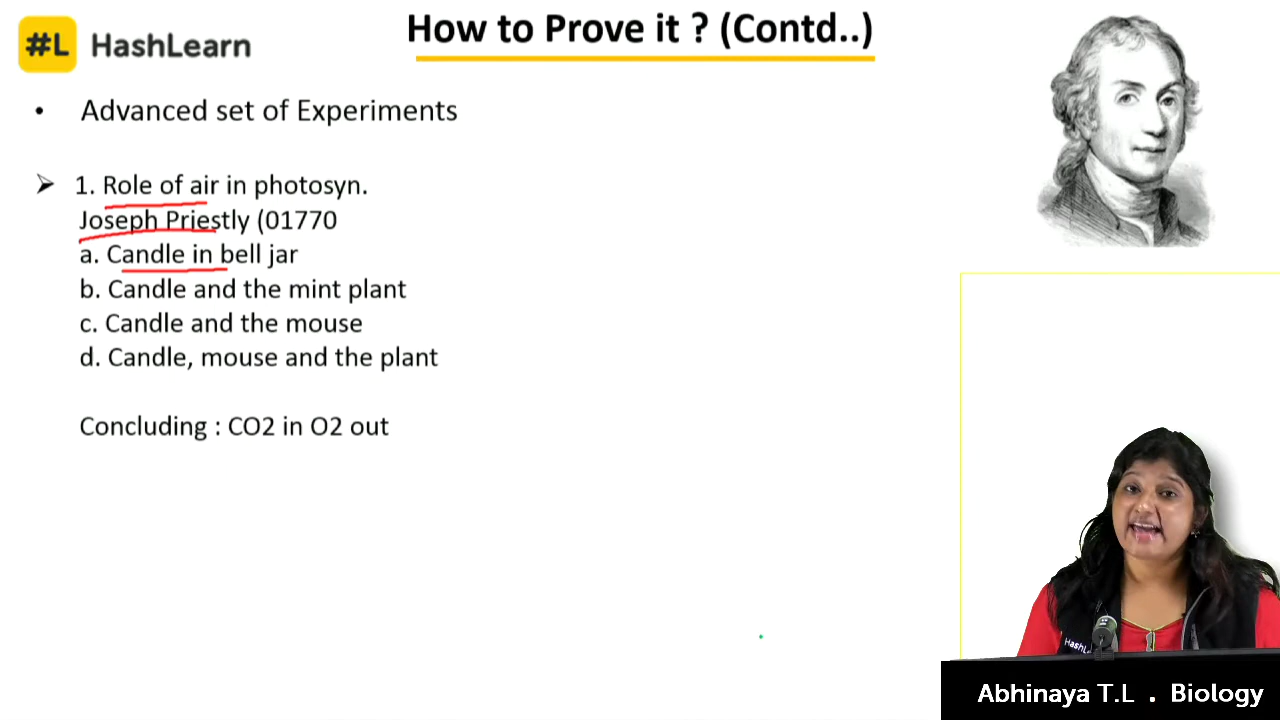 #L HashLearn
How to Prove it ? (Contd..)
• Advanced set of Experiments
➢ 1. Role of air in photosyn.
Joseph Priestly (01770
a. Candle in bell jar
b. Candle and the mint plant
c. Candle and the mouse
d. Candle, mouse and the plant
Concluding : CO2 in O2 out
HashL
Abhinaya T.L . Biology